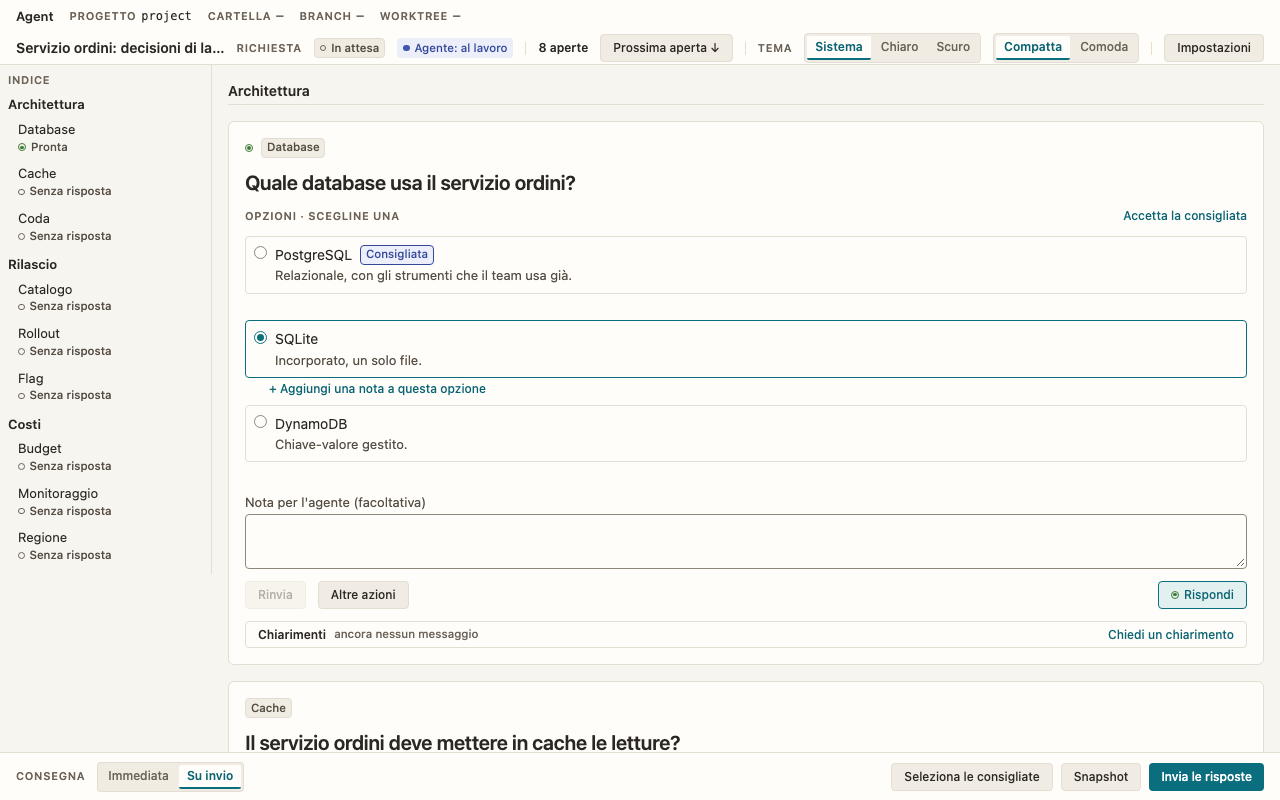 Agent PROGETTO project CARTELLA — BRANCH — WORKTREE —
Servizio ordini: decisioni di la... RICHIESTA In attesa Agente: al lavoro 8 aperte Prossima aperta ↓ TEMA Sistema Chiaro Scuro Compatta Comoda Impostazioni
INDICE
Architettura
Database
Pronta
Cache
Senza risposta
Coda
Senza risposta
Rilascio
Catalogo
Senza risposta
Rollout
Senza risposta
Flag
Senza risposta
Costi
Budget
Senza risposta
Monitoraggio
Senza risposta
Regione
Senza risposta
Architettura
Database
Quale database usa il servizio ordini?
OPZIONI · SCEGLINE UNA Accetta la consigliata
PostgreSQL Consigliata
Relazionale, con gli strumenti che il team usa già.
SQLite
Incorporato, un solo file.
+ Aggiungi una nota a questa opzione
DynamoDB
Chiave-valore gestito.
Nota per l'agente (facoltativa)
Rinvia Altre azioni Rispondi
Chiarimenti ancora nessun messaggio Chiedi un chiarimento
Cache
Il servizio ordini deve mettere in cache le letture?
CONSEGNA Immediata Su invio Seleziona le consigliate Snapshot Invia le risposte